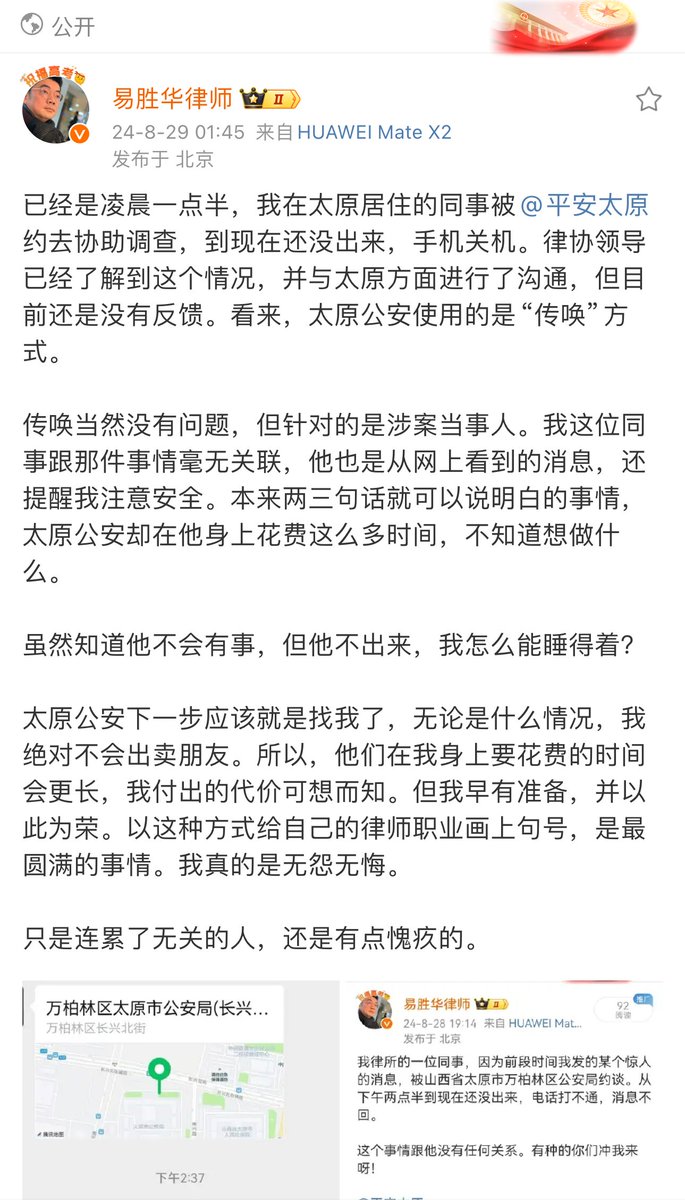 公开
祝福高考
易胜华律师 II
24-8-29 01:45 来自HUAWEI Mate X2
发布于 北京
已经是凌晨一点半，我在太原居住的同事被@平安太原
约去协助调查，到现在还没出来，手机关机。律协领导
已经了解到这个情况，并与太原方面进行了沟通，但目
前还是没有反馈。看来，太原公安使用的是“传唤”方
式。
传唤当然没有问题，但针对的是涉案当事人。我这位同
事跟那件事情毫无关联，他也是从网上看到的消息，还
提醒我注意安全。本来两三句话就可以说明白的事情，
太原公安却在他身上花费这么多时间，不知道想做什
么。
虽然知道他不会有事，但他不出来，我怎么能睡得着？
太原公安下一步应该就是找我了，无论是什么情况，我
绝对不会出卖朋友。所以，他们在我身上要花费的时间
会更长，我付出的代价可想而知。但我早有准备，并以
此为荣。以这种方式给自己的律师职业画上句号，是最
圆满的事情。我真的是无怨无悔。
只是连累了无关的人，还是有点愧疚的。
万柏林区太原市公安局(长兴...
万柏林区长兴北街
腾讯地图
下午2:37
易胜华律师 II
24-8-28 19:14 来自 HUAWEI Mat...
发布于 北京
推广
92
阅读
我律所的一位同事，因为前段时间我发的某个惊人
的消息，被山西省太原市万柏林区公安局约谈。从
下午两点半到现在还没出来，电话打不通，消息不
回。
这个事情跟他没有任何关系。有种的你们冲我来
呀！